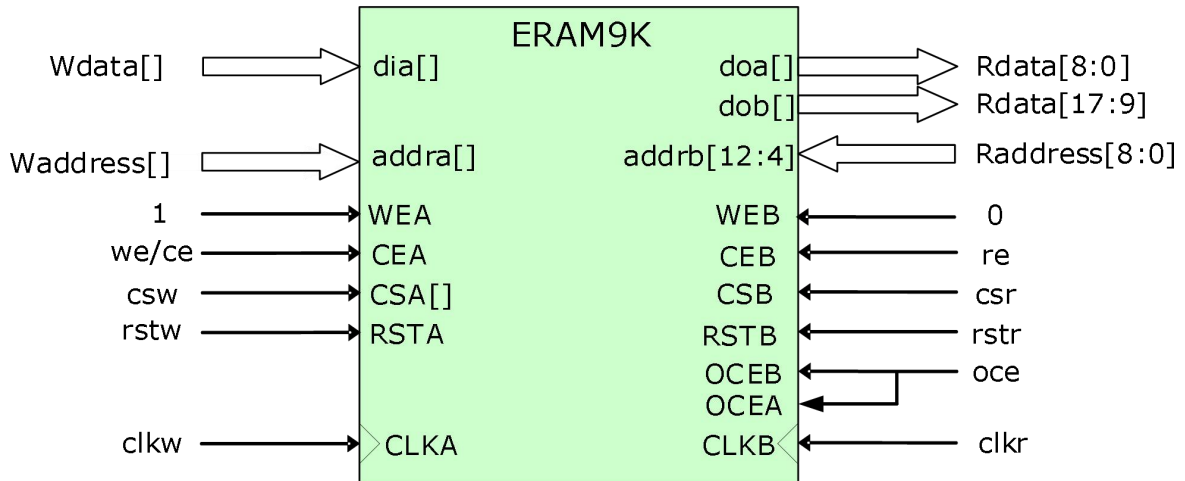 ERAM9K
Wdata[] dia[] doa[] Rdata[8:0]
dob[] Rdata[17:9]
Waddress[] addra[] addrb[12:4] Raddress[8:0]
1 WEA WEB 0
we/ce CEA CEB re
csw CSA[] CSB csr
rstw RSTA RSTB rstr
OCEB oce
OCEA
clkw CLKA CLKB clkr